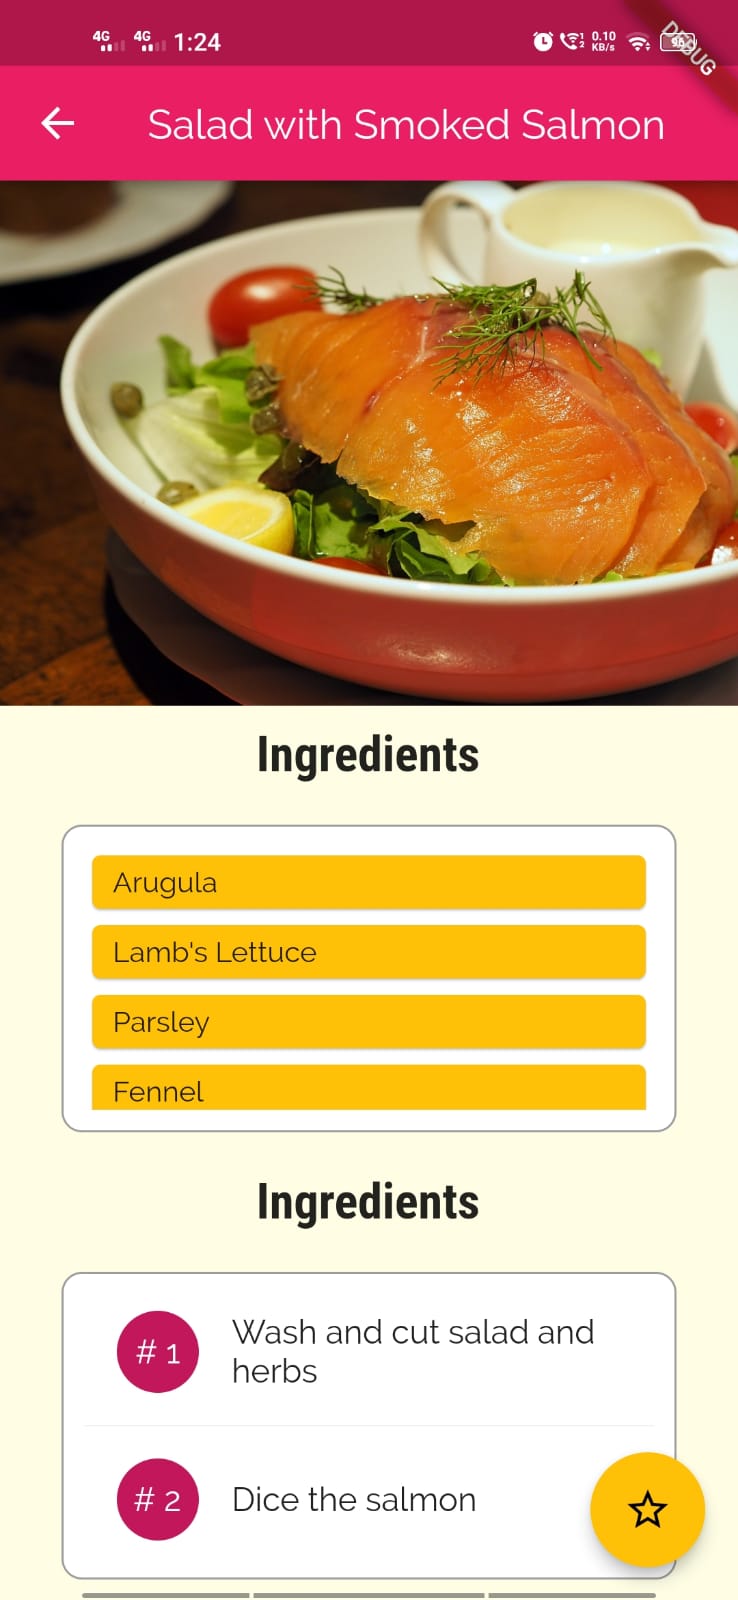 4G 4G 1:24 0.10 KB/s 96
DEBUG
Salad with Smoked Salmon
Ingredients
Arugula
Lamb's Lettuce
Parsley
Fennel
Ingredients
# 1 Wash and cut salad and
herbs
# 2 Dice the salmon